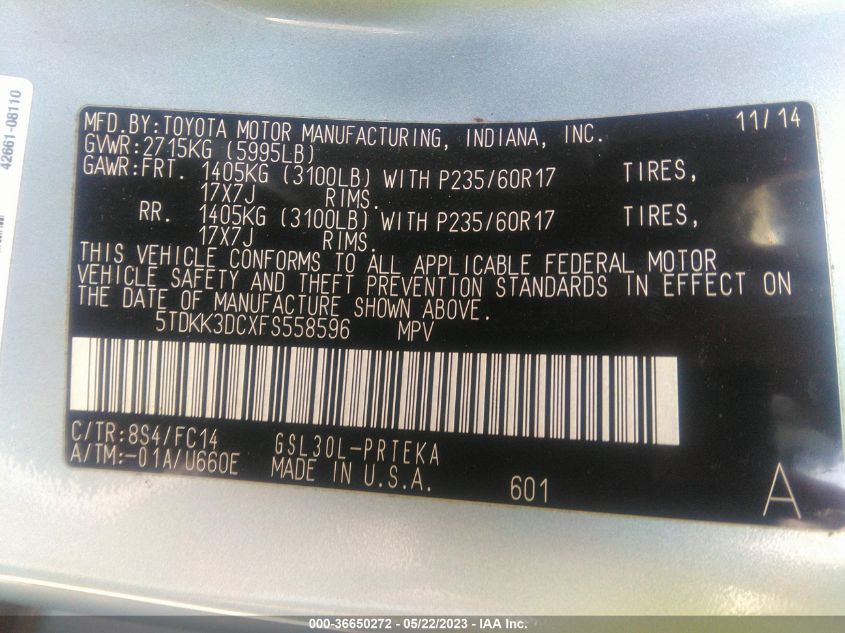 42661-08110
MFD.BY:TOYOTA MOTOR MANUFACTURING, INDIANA, INC. 11/14
GVWR:2715KG (5995LB)
GAWR:FRT. 1405KG (3100LB) WITH P235/60R17 TIRES,
17X7J RIMS.
RR. 1405KG (3100LB) WITH P235/60R17 TIRES,
17X7J RIMS.
THIS VEHICLE CONFORMS TO ALL APPLICABLE FEDERAL MOTOR
VEHICLE SAFETY AND THEFT PREVENTION STANDARDS IN EFFECT ON
THE DATE OF MANUFACTURE SHOWN ABOVE.
5TDKK3DCXFS558596 MPV
C/TR:8S4/FC14 GSL30L-PRTEKA
A/TM:-01A/U660E MADE IN U.S.A. 601 A
000-36650272 - 05/22/2023 - IAA Inc.